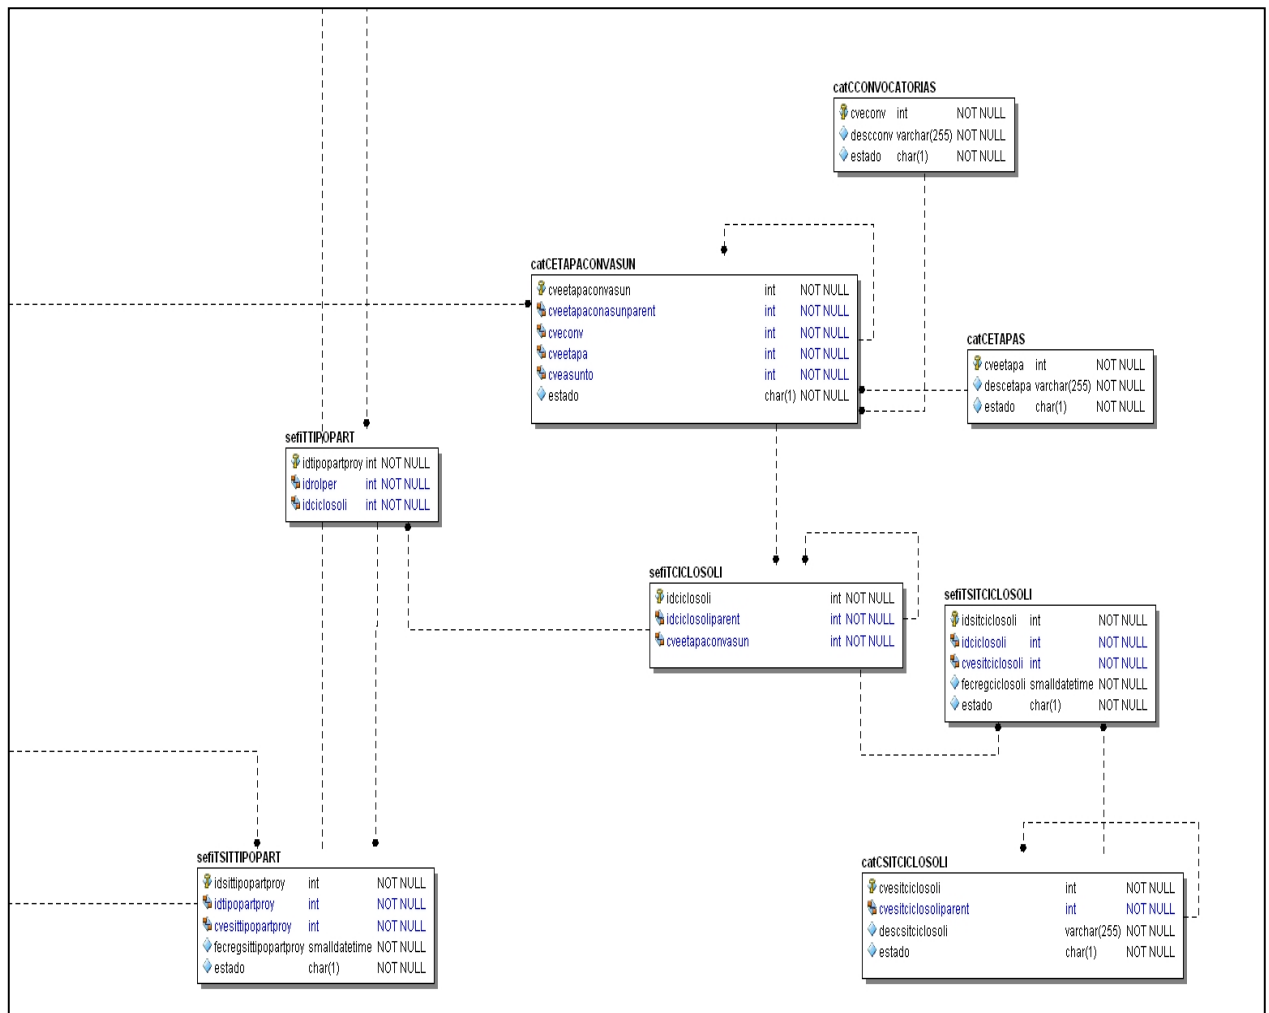 catCCONVOCATORIAS
cveconv int NOT NULL
descconv varchar(255) NOT NULL
estado char(1) NOT NULL
catCETAPACONVASUN
cveetapaconvasun int NOT NULL
cveetapaconasunparent int NOT NULL
cveconv int NOT NULL
cveetapa int NOT NULL
cveasunto int NOT NULL
estado char(1) NOT NULL
catCETAPAS
cveetapa int NOT NULL
descetapa varchar(255) NOT NULL
estado char(1) NOT NULL
sefiTTIPOPART
idtipopartproy int NOT NULL
idrolper int NOT NULL
idciclosoli int NOT NULL
sefiTCICLOSOLI
idciclosoli int NOT NULL
idciclosoliparent int NOT NULL
cveetapaconvasun int NOT NULL
sefiTSITCICLOSOLI
idsitciclosoli int NOT NULL
idciclosoli int NOT NULL
cvesitciclosoli int NOT NULL
fecregciclosoli smalldatetime NOT NULL
estado char(1) NOT NULL
sefiTSITTIPOPART
idsittipopartproy int NOT NULL
idtipopartproy int NOT NULL
cvesittipopartproy int NOT NULL
fecregsittipopartproy smalldatetime NOT NULL
estado char(1) NOT NULL
catCSITCICLOSOLI
cvesitciclosoli int NOT NULL
cvesitciclosoliparent int NOT NULL
descsitciclosoli varchar(255) NOT NULL
estado char(1) NOT NULL